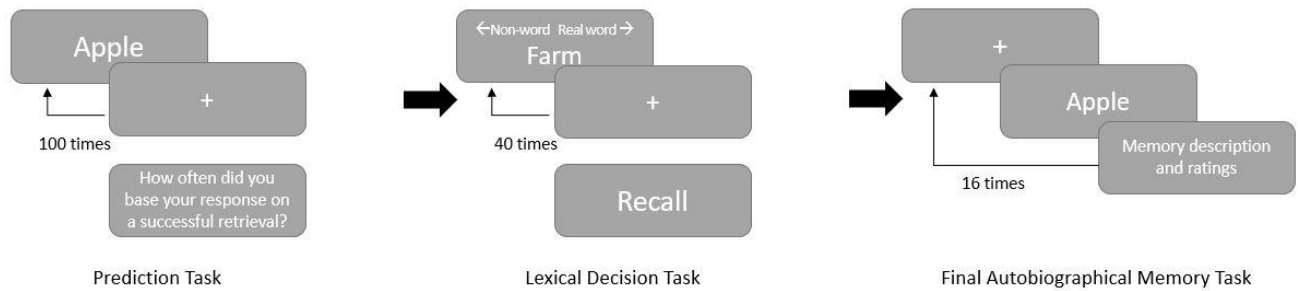 Apple
+
100 times
How often did you
base your response on
a successful retrieval?
Prediction Task
←Non-word Real word→
Farm
+
40 times
Recall
Lexical Decision Task
+
Apple
Memory description
and ratings
16 times
Final Autobiographical Memory Task